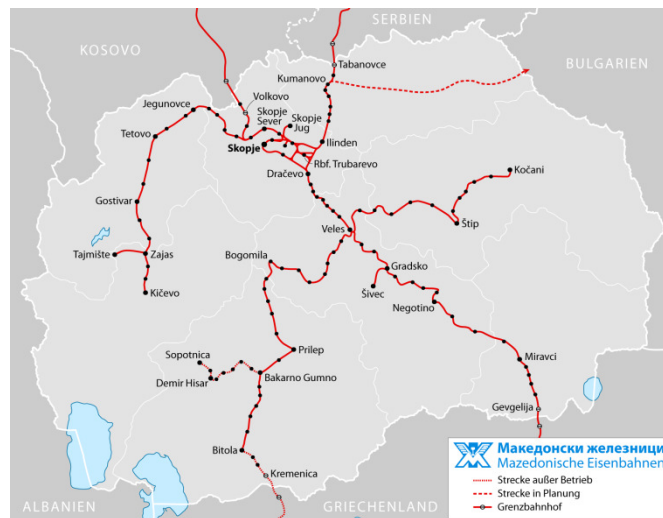 SERBIEN
KOSOVO
BULGARIEN
Tabanovce
Kumanovo
Volkovo
Jegunovce
Skopje
Sever
Skopje
Jug
Tetovo
Skopje
Ilinden
Rbf. Trubarevo
Dračevo
Kočani
Gostivar
Štip
Veles
Tajmište
Zajas
Bogomila
Gradsko
Kičevo
Šivec
Negotino
Sopotnica
Prilep
Miravci
Demir Hisar
Bakarno Gumno
Gevgelija
Bitola
Kremenica
ALBANIEN
GRIECHENLAND
Македонски железници
Mazedonische Eisenbahnen
Strecke außer Betrieb
Strecke in Planung
Grenzbahnhof